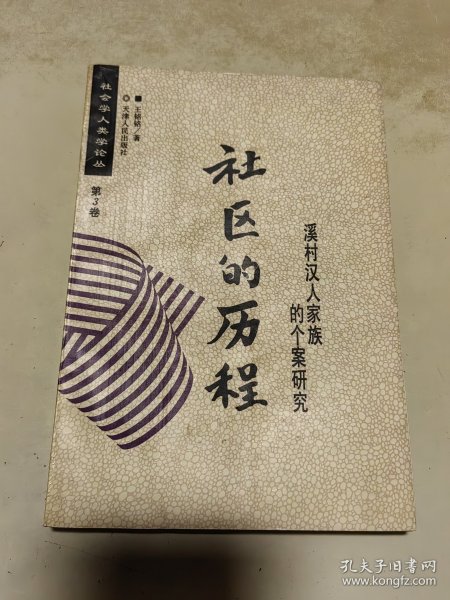 社会学人类学论丛
第3卷
■王铭铭/著
天津人民出版社
社区的历程
溪村汉人家族
的个案研究
孔夫子旧书网
www.kongfz.com